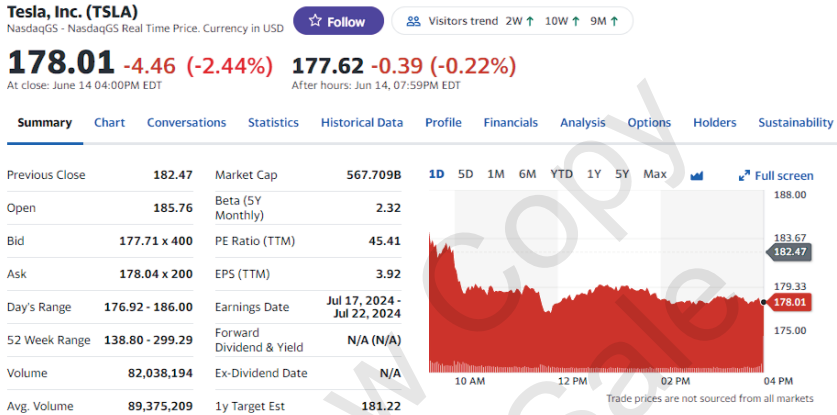 Tesla, Inc. (TSLA)
NasdaqGS - NasdaqGS Real Time Price. Currency in USD
Follow
Visitors trend 2W ↑ 10W ↑ 9M ↑
178.01 -4.46 (-2.44%) 177.62 -0.39 (-0.22%)
At close: June 14 04:00PM EDT After hours: Jun 14, 07:59PM EDT
Summary Chart Conversations Statistics Historical Data Profile Financials Analysis Options Holders Sustainability
Previous Close 182.47
Open 185.76
Bid 177.71 x 400
Ask 178.04 x 200
Day's Range 176.92 - 186.00
52 Week Range 138.80 - 299.29
Volume 82,038,194
Avg. Volume 89,375,209
Market Cap 567.709B
Beta (5Y
Monthly) 2.32
PE Ratio (TTM) 45.41
EPS (TTM) 3.92
Earnings Date Jul 17, 2024 -
Jul 22, 2024
Forward
Dividend & Yield N/A (N/A)
Ex-Dividend Date N/A
1y Target Est 181.22
1D 5D 1M 6M YTD 1Y 5Y Max Full screen
188.00
183.67
182.47
179.33
178.01
175.00
10 AM 12 PM 02 PM 04 PM
Trade prices are not sourced from all markets
w Copy
Sale